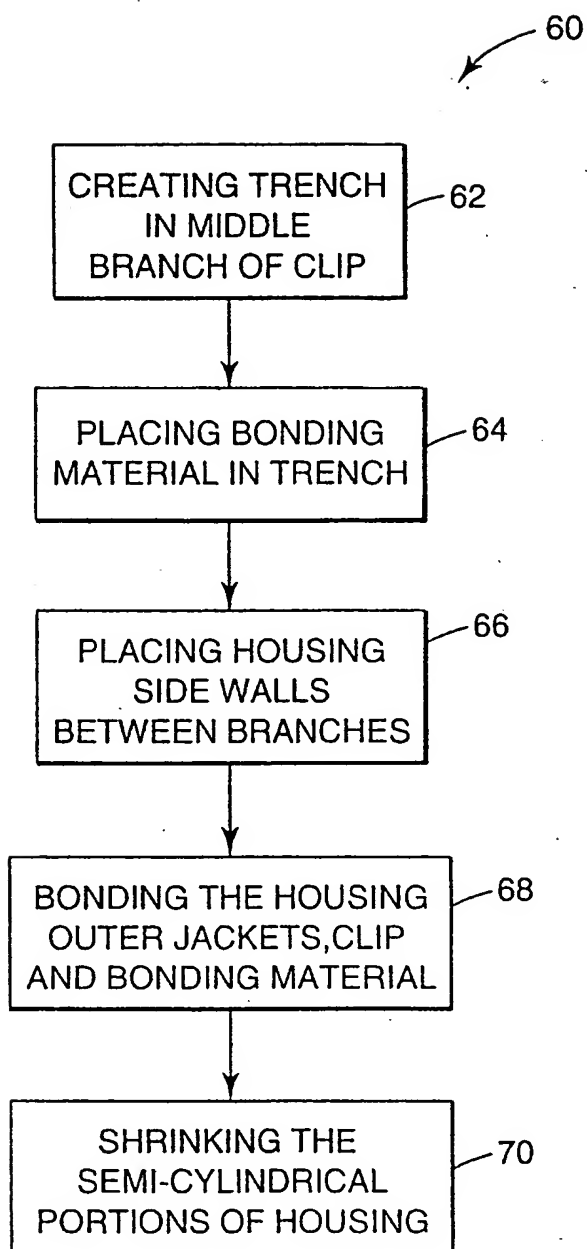 60
CREATING TRENCH
IN MIDDLE
BRANCH OF CLIP
62
PLACING BONDING
MATERIAL IN TRENCH
64
PLACING HOUSING
SIDE WALLS
BETWEEN BRANCHES
66
BONDING THE HOUSING
OUTER JACKETS,CLIP
AND BONDING MATERIAL
68
SHRINKING THE
SEMI-CYLINDRICAL
PORTIONS OF HOUSING
70